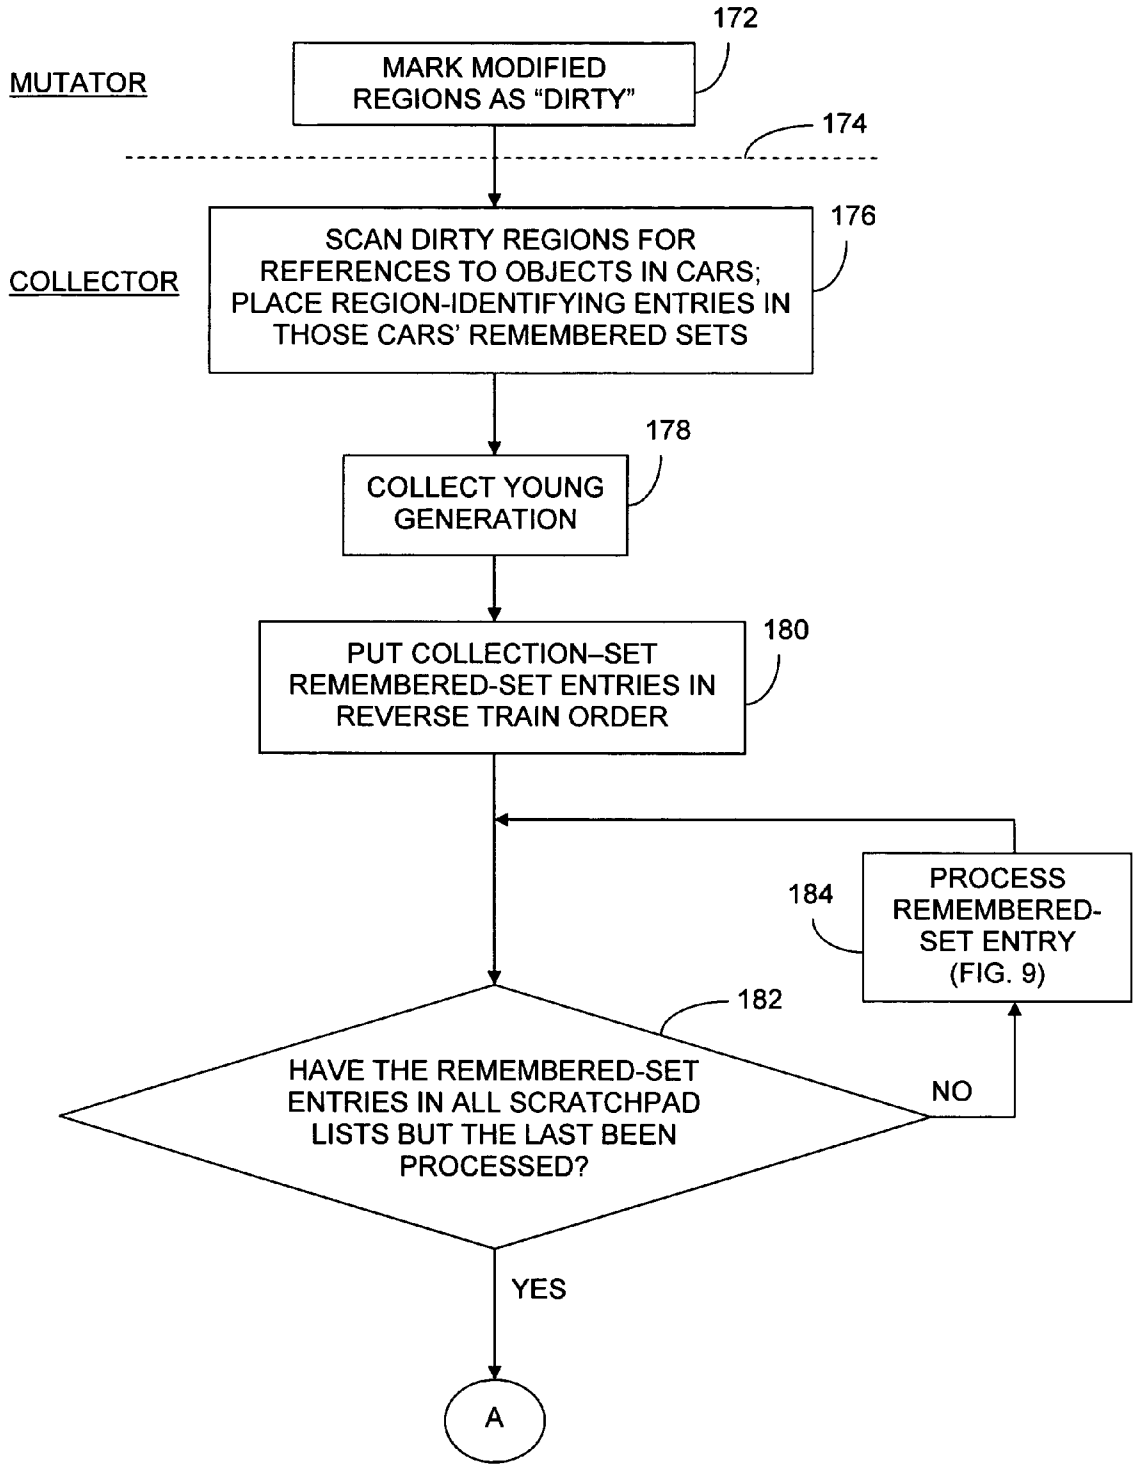 172
MUTATOR
MARK MODIFIED
REGIONS AS “DIRTY”
174
176
COLLECTOR
SCAN DIRTY REGIONS FOR
REFERENCES TO OBJECTS IN CARS;
PLACE REGION-IDENTIFYING ENTRIES IN
THOSE CARS’ REMEMBERED SETS
178
COLLECT YOUNG
GENERATION
180
PUT COLLECTION–SET
REMEMBERED-SET ENTRIES IN
REVERSE TRAIN ORDER
184
PROCESS
REMEMBERED-
SET ENTRY
(FIG. 9)
182
HAVE THE REMEMBERED-SET
ENTRIES IN ALL SCRATCHPAD
LISTS BUT THE LAST BEEN
PROCESSED?
NO
YES
A